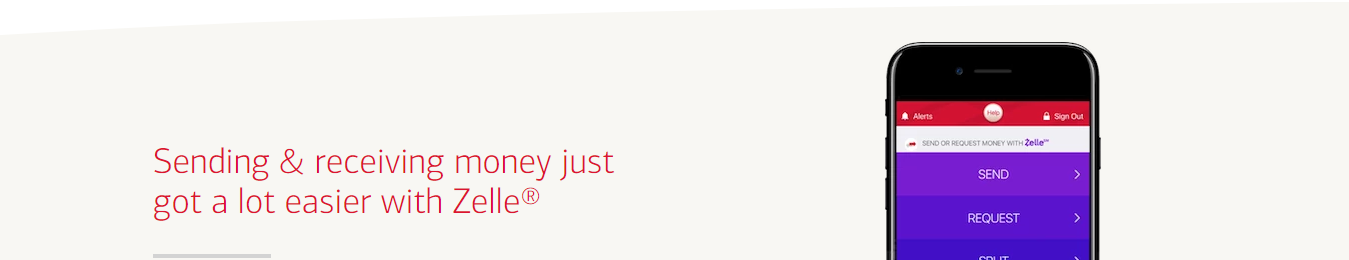 Sending & receiving money just
got a lot easier with Zelle®
Alerts
Help
Sign Out
SEND OR REQUEST MONEY WITH Zelle℠
SEND
REQUEST
SPLIT